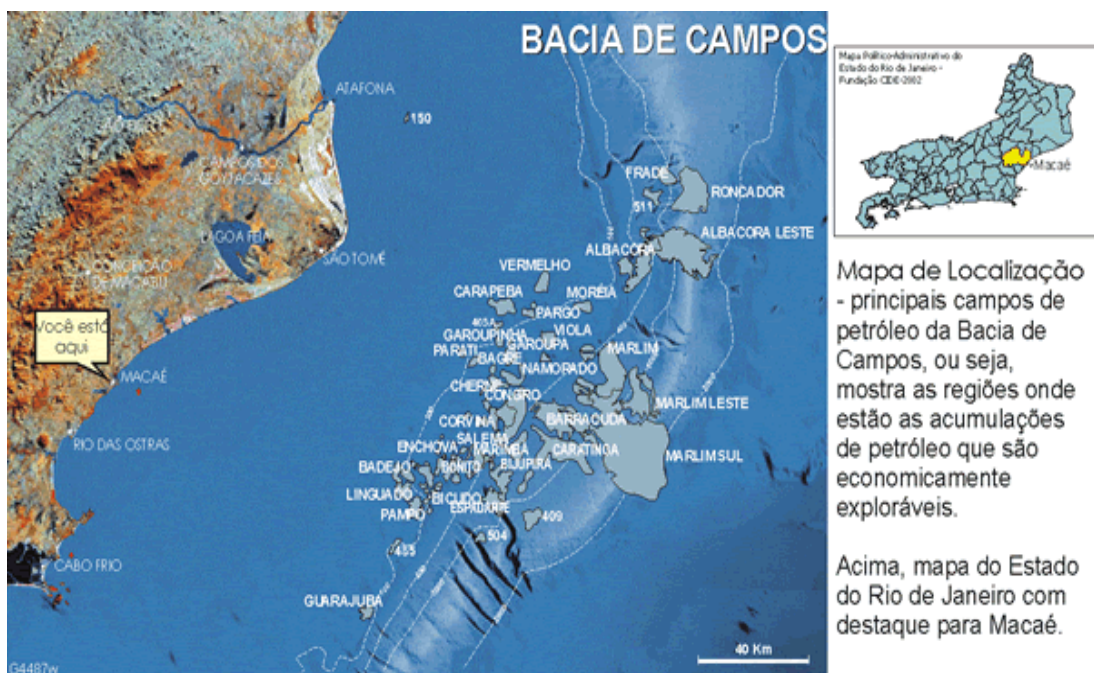 BACIA DE CAMPOS
ATAFONA
150
CAMPOS DOS
GOYTACAZES
LAGOA FEIA
SÃO TOMÉ
CONCEIÇÃO
DE MACABU
Você está
aqui
MACAÉ
RIO DAS OSTRAS
CABO FRIO
G4487w
FRADE
RONCADOR
511
ALBACORA LESTE
ALBACORA
VERMELHO
CARAPEBA
MOREIA
PARGO
465A
GAROUPINHA
VIOLA
GAROUPA
PARATI
MARLIM
BAGRE
NAMORADO
CHERNE
CONGRO
MARLIM LESTE
CORVINA
BARRACUDA
SALEMA
ENCHOVA
MARIMBÁ
CARATINGA
MARLIM SUL
BADEJO
BONITO
BIJUPIRÁ
LINGUADO
BICUDO
PAMPO
ESPADARTE
409
504
GUARAJUBA
40 Km
Mapa Político-Administrativo do
Estado do Rio de Janeiro -
Fundação CIDE-2002
Macaé
Mapa de Localização
- principais campos de
petróleo da Bacia de
Campos, ou seja,
mostra as regiões onde
estão as acumulações
de petróleo que são
economicamente
exploráveis.
Acima, mapa do Estado
do Rio de Janeiro com
destaque para Macaé.